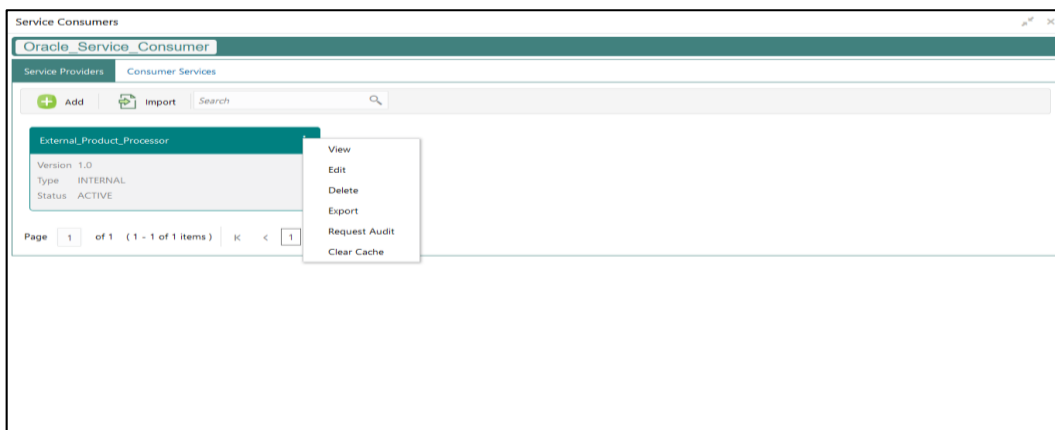 Service Consumers
Oracle_Service_Consumer
Service Providers Consumer Services
Add Import Search
External_Product_Processor
Version 1.0
Type INTERNAL
Status ACTIVE
View
Edit
Delete
Export
Request Audit
Clear Cache
Page 1 of 1 ( 1 - 1 of 1 items ) K < 1